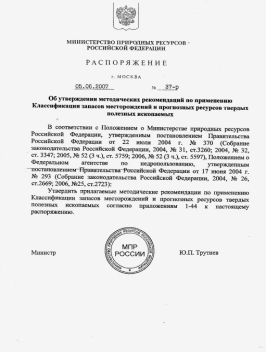 МИНИСТЕРСТВО ПРИРОДНЫХ РЕСУРСОВ
РОССИЙСКОЙ ФЕДЕРАЦИИ
РАСПОРЯЖЕНИЕ
г. МОСКВА
05.06.2007 № 37-р
Об утверждении методических рекомендаций по применению
Классификации запасов месторождений и прогнозных ресурсов твердых
полезных ископаемых
В соответствии с Положением о Министерстве природных ресурсов
Российской Федерации, утвержденным постановлением Правительства
Российской Федерации от 22 июля 2004 г. № 370 (Собрание
законодательства Российской Федерации, 2004, № 31, ст.3260; 2004, № 32,
ст. 3347; 2005, № 52 (3 ч.), ст. 5759; 2006, № 52 (3 ч.), ст. 5597), Положением о
Федеральном агентстве по недропользованию, утвержденным
постановлением Правительства Российской Федерации от 17 июня 2004 г.
№ 293 (Собрание законодательства Российской Федерации, 2004, № 26,
ст.2669; 2006, №25, ст.2723):
Утвердить прилагаемые методические рекомендации по применению
Классификации запасов месторождений и прогнозных ресурсов твердых
полезных ископаемых согласно приложениям 1-44 к настоящему
распоряжению.
Министр Ю.П. Трутнев
МПР
РОССИИ